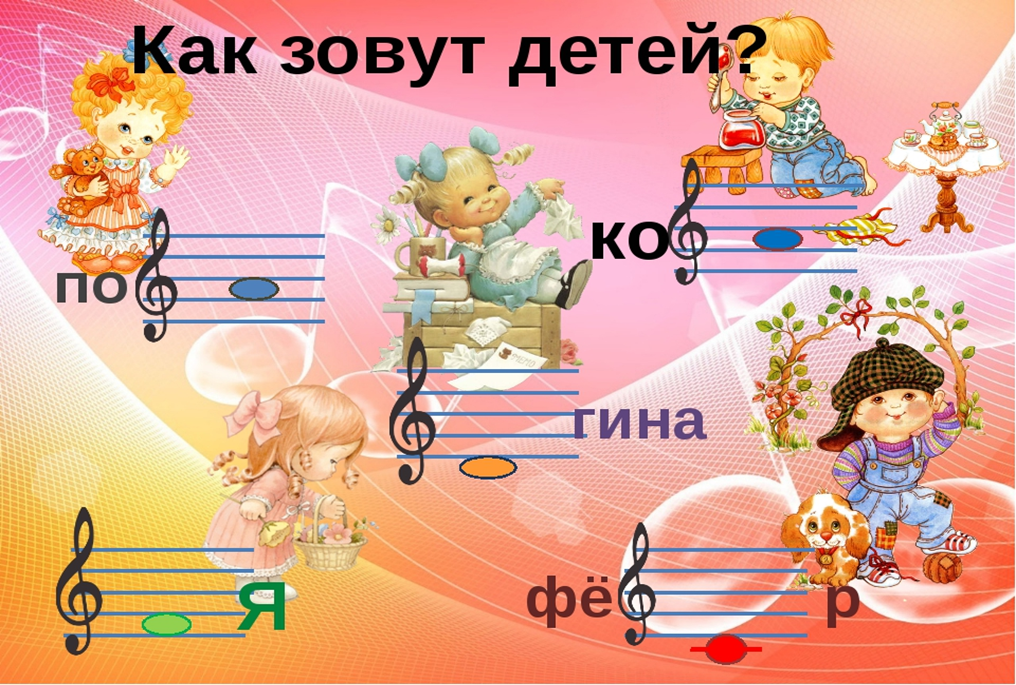 Как зовут детей?
ко
по
гина
Я
фё р